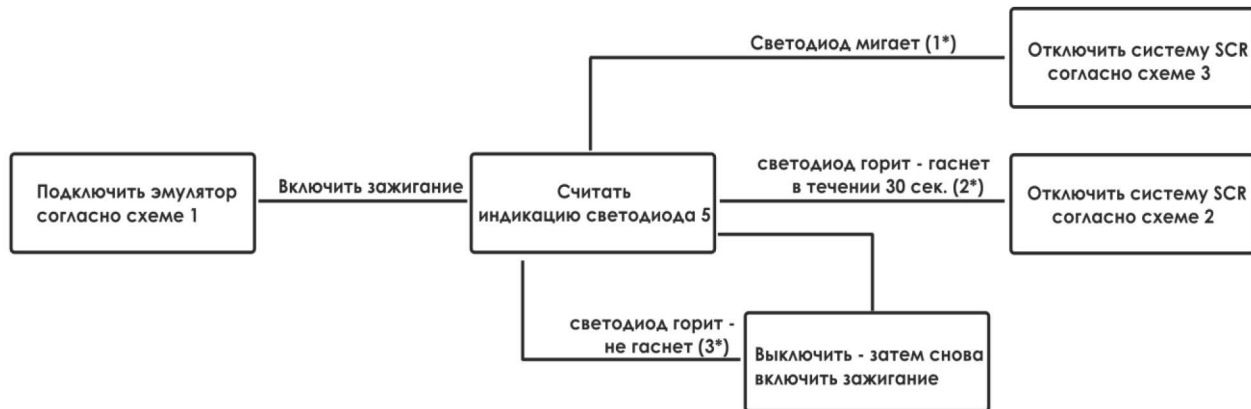 Светодиод мигает (1*)
Отключить систему SCR
согласно схеме 3
Подключить эмулятор
согласно схеме 1
Включить зажигание
Считать
индикацию светодиода 5
светодиод горит - гаснет
в течении 30 сек. (2*)
Отключить систему SCR
согласно схеме 2
светодиод горит -
не гаснет (3*)
Выключить - затем снова
включить зажигание